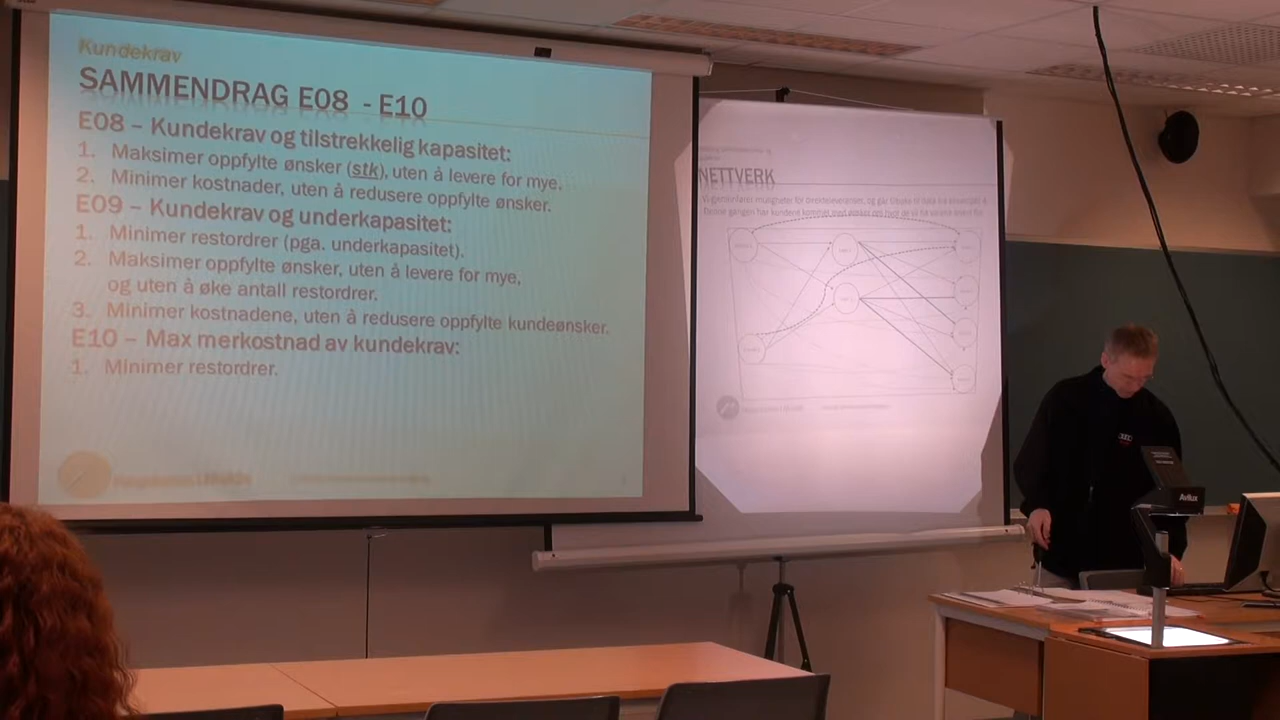 Kundekrav
SAMMENDRAG E08 - E10
E08 – Kundekrav og tilstrekkelig kapasitet:
1. Maksimer oppfylte ønsker (stk), uten å levere for mye.
2. Minimer kostnader, uten å redusere oppfylte ønsker.
E09 – Kundekrav og underkapasitet:
1. Minimer restordrer (pga. underkapasitet).
2. Maksimer oppfylte ønsker, uten å levere for mye,
og uten å øke antall restordrer.
3. Minimer kostnadene, uten å redusere oppfylte kundeønsker.
E10 – Max merkostnad av kundekrav:
1. Minimer restordrer.
NETTVERK
Avilux